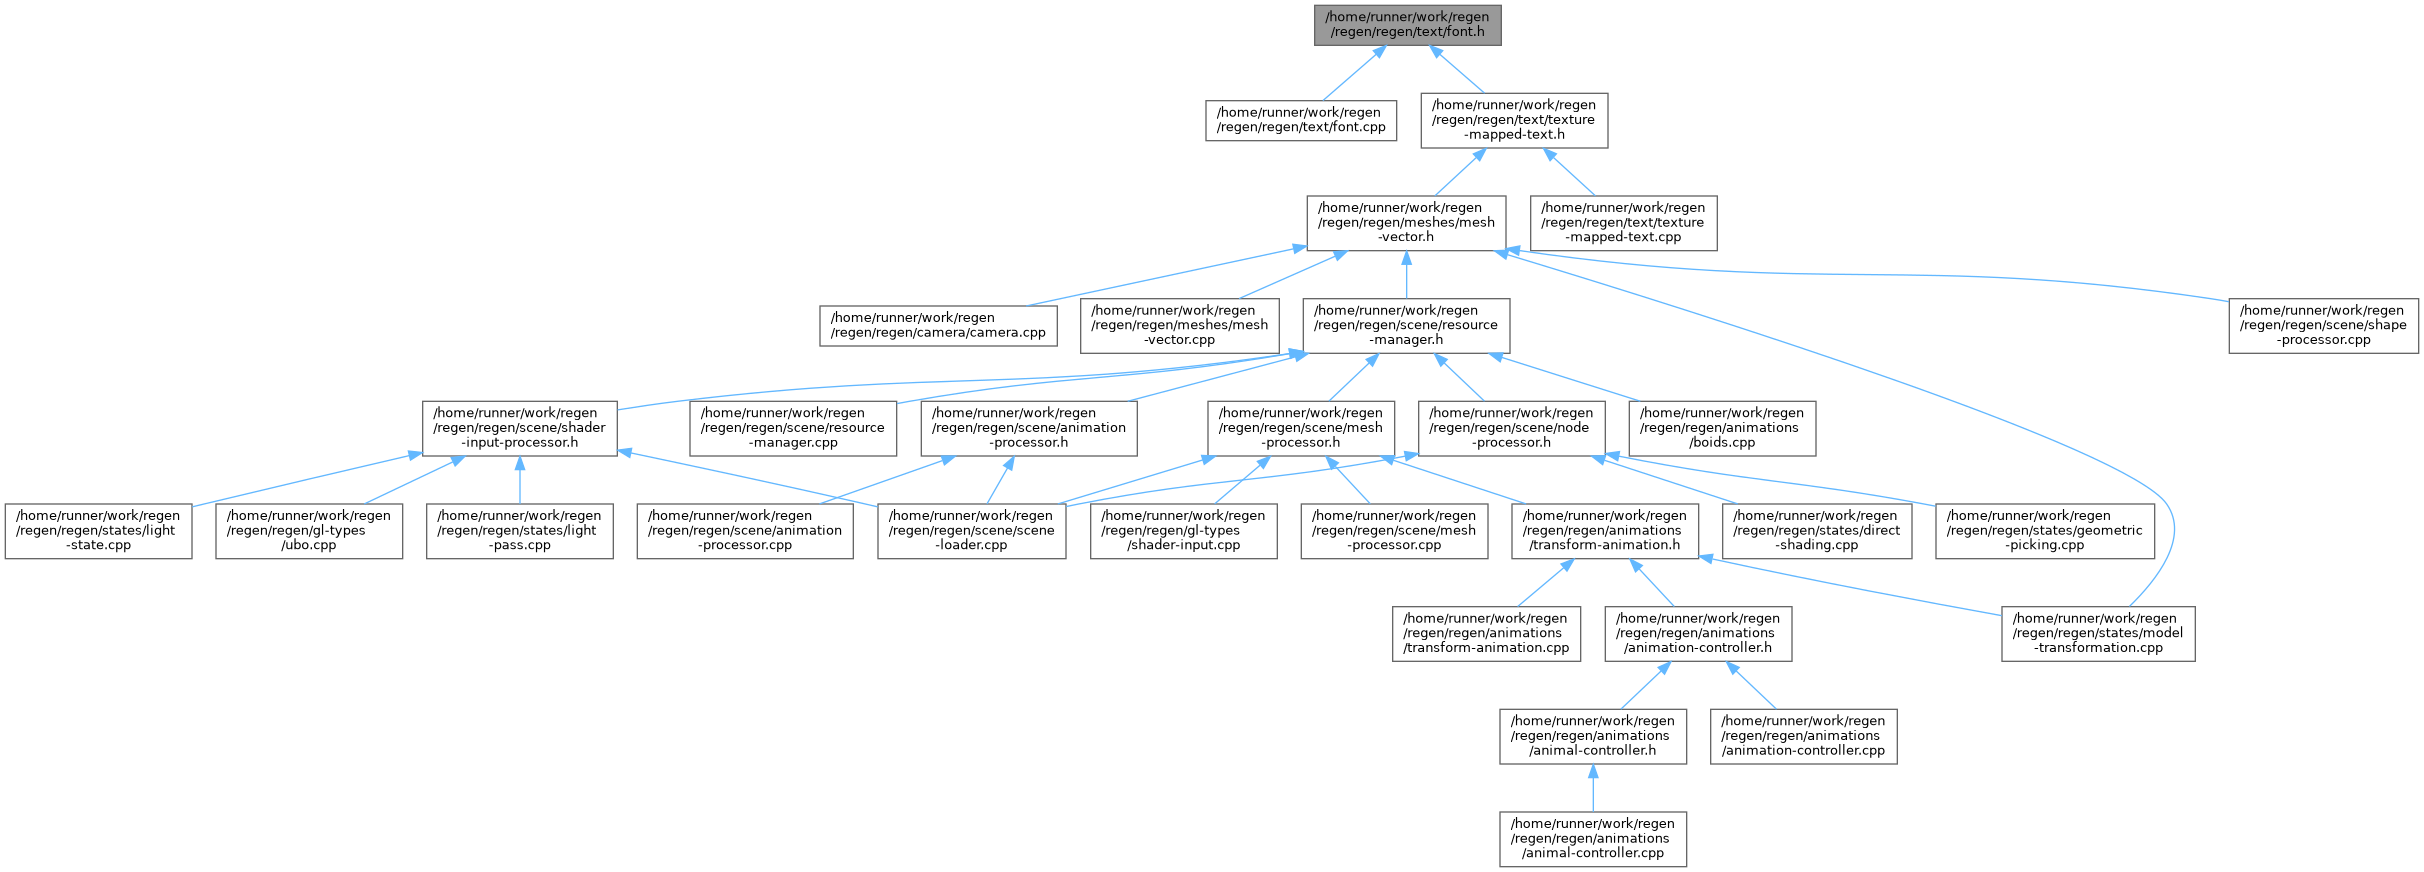 /home/runner/work/regen
/regen/regen/text/font.h
/home/runner/work/regen
/regen/regen/text/font.cpp
/home/runner/work/regen
/regen/regen/text/texture
-mapped-text.h
/home/runner/work/regen
/regen/regen/meshes/mesh
-vector.h
/home/runner/work/regen
/regen/regen/text/texture
-mapped-text.cpp
/home/runner/work/regen
/regen/regen/camera/camera.cpp
/home/runner/work/regen
/regen/regen/meshes/mesh
-vector.cpp
/home/runner/work/regen
/regen/regen/scene/resource
-manager.h
/home/runner/work/regen
/regen/regen/scene/shape
-processor.cpp
/home/runner/work/regen
/regen/regen/scene/shader
-input-processor.h
/home/runner/work/regen
/regen/regen/scene/resource
-manager.cpp
/home/runner/work/regen
/regen/regen/scene/animation
-processor.h
/home/runner/work/regen
/regen/regen/scene/mesh
-processor.h
/home/runner/work/regen
/regen/regen/scene/node
-processor.h
/home/runner/work/regen
/regen/regen/animations
/boids.cpp
/home/runner/work/regen
/regen/regen/states/light
-state.cpp
/home/runner/work/regen
/regen/regen/gl-types
/ubo.cpp
/home/runner/work/regen
/regen/regen/states/light
-pass.cpp
/home/runner/work/regen
/regen/regen/scene/animation
-processor.cpp
/home/runner/work/regen
/regen/regen/scene/scene
-loader.cpp
/home/runner/work/regen
/regen/regen/gl-types
/shader-input.cpp
/home/runner/work/regen
/regen/regen/scene/mesh
-processor.cpp
/home/runner/work/regen
/regen/regen/animations
/transform-animation.h
/home/runner/work/regen
/regen/regen/states/direct
-shading.cpp
/home/runner/work/regen
/regen/regen/states/geometric
-picking.cpp
/home/runner/work/regen
/regen/regen/animations
/transform-animation.cpp
/home/runner/work/regen
/regen/regen/animations
/animation-controller.h
/home/runner/work/regen
/regen/regen/states/model
-transformation.cpp
/home/runner/work/regen
/regen/regen/animations
/animal-controller.h
/home/runner/work/regen
/regen/regen/animations
/animation-controller.cpp
/home/runner/work/regen
/regen/regen/animations
/animal-controller.cpp